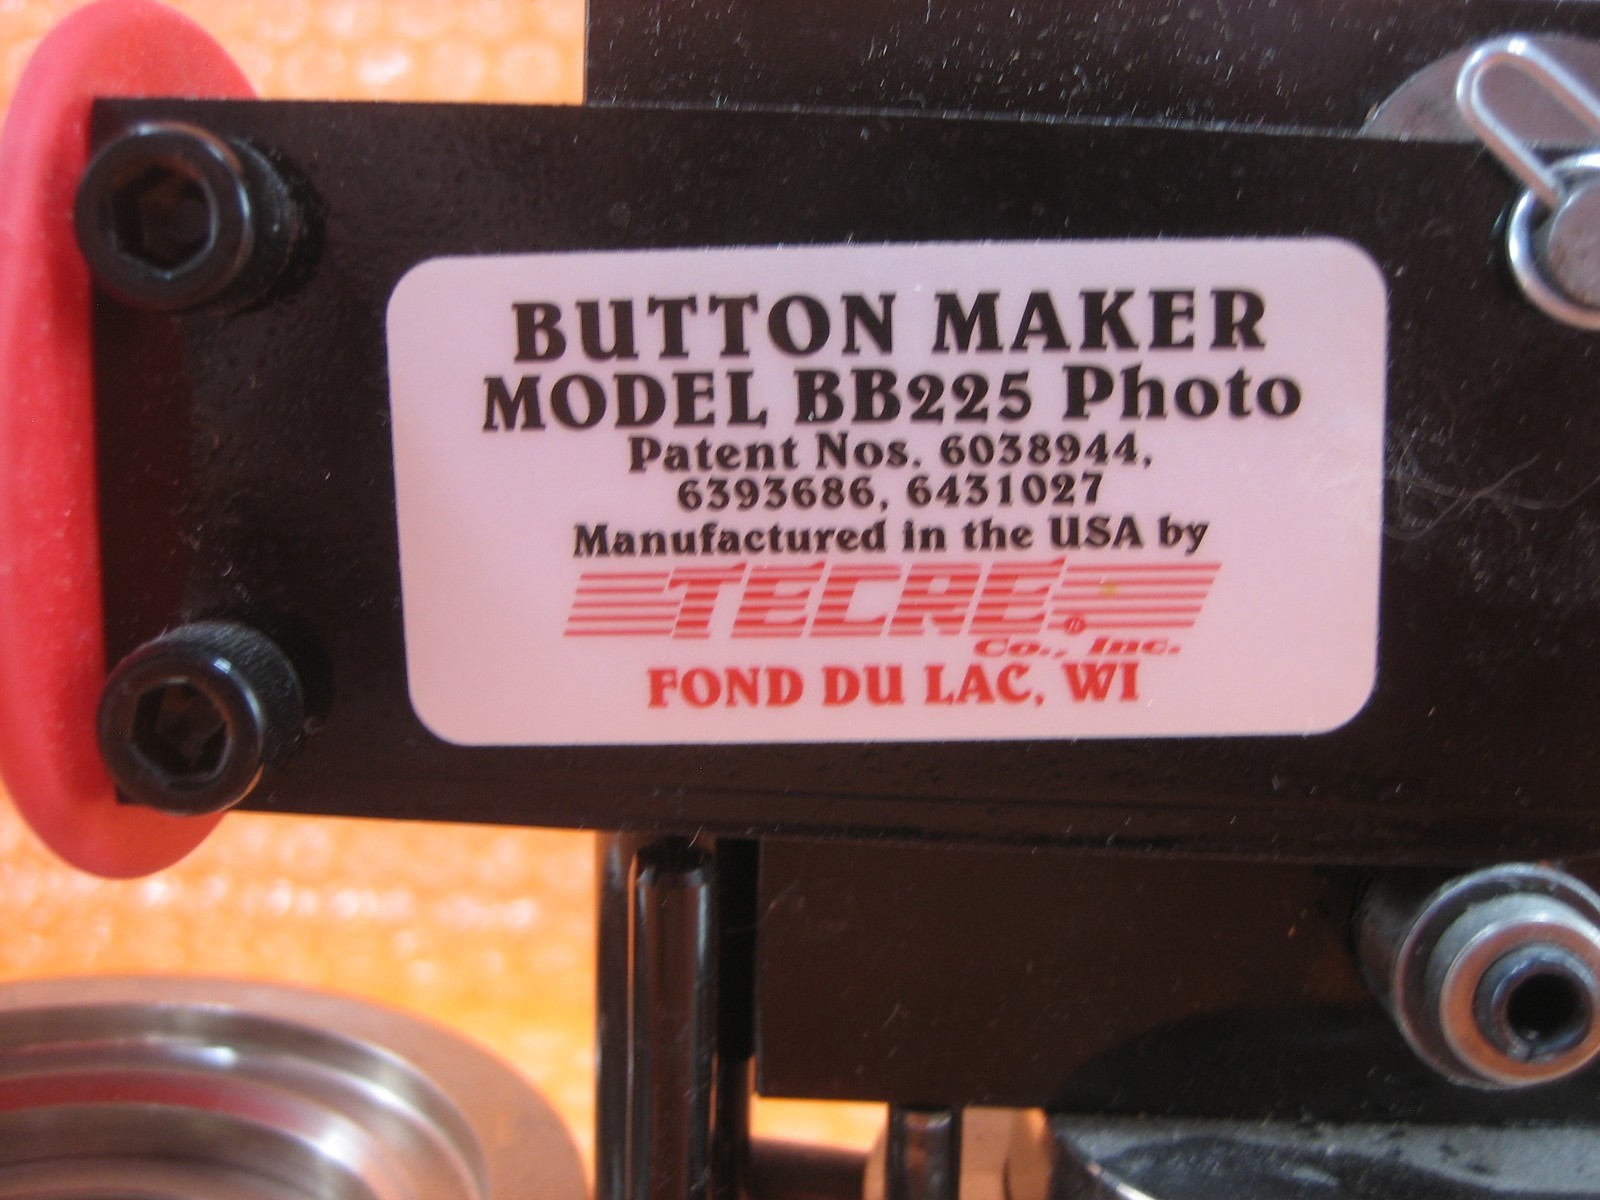 BUTTON MAKER
MODEL BB225 Photo
Patent Nos. 6038944,
6393686, 6431027
Manufactured in the USA by
TECRE®
Co., Inc.
FOND DU LAC, WI